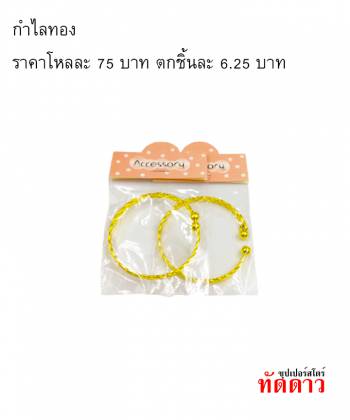 กำไลทอง
ราคาโหลละ 75 บาท ตกชิ้นละ 6.25 บาท
Accessory
ซุปเปอร์สโตร์
ทัดดาว